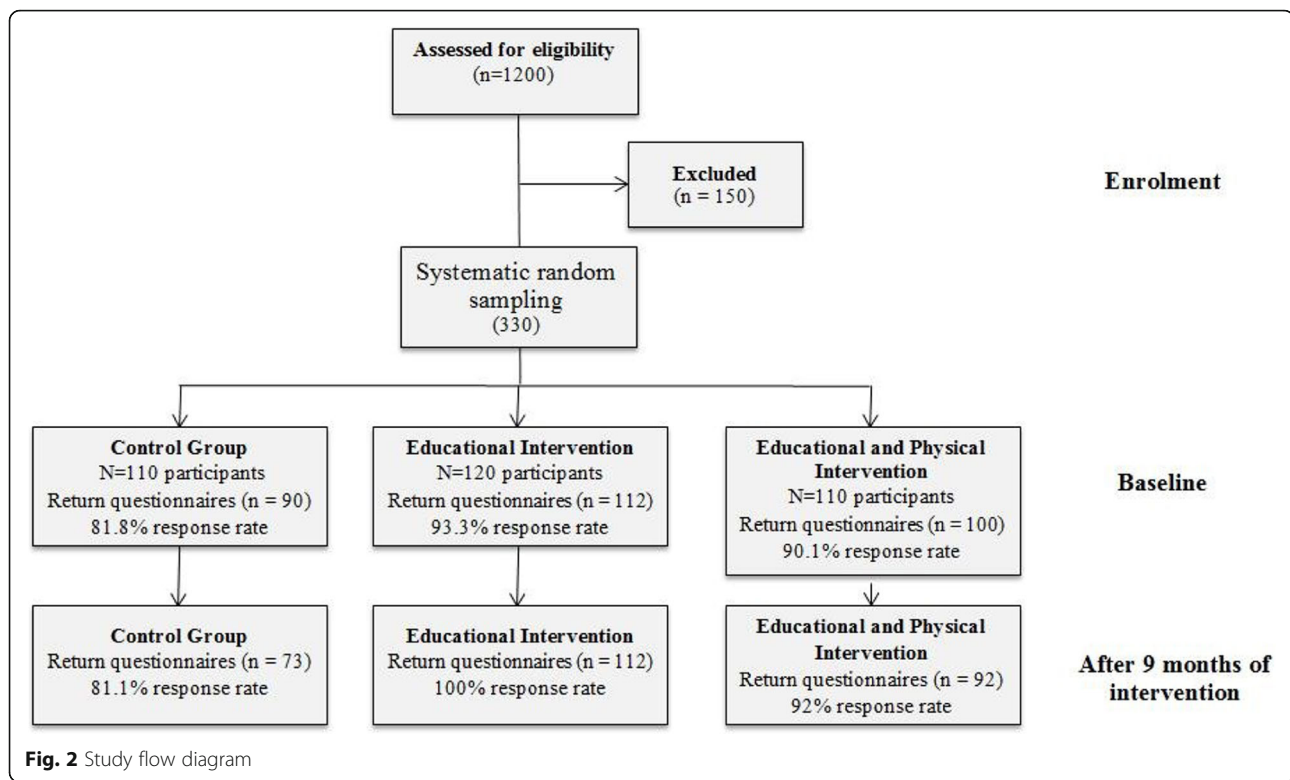 Assessed for eligibility
(n=1200)
Excluded
(n = 150)
Enrolment
Systematic random
sampling
(330)
Control Group
N=110 participants
Return questionnaires (n = 90)
81.8% response rate
Educational Intervention
N=120 participants
Return questionnaires (n = 112)
93.3% response rate
Educational and Physical
Intervention
N=110 participants
Return questionnaires (n = 100)
90.1% response rate
Baseline
Control Group
Return questionnaires (n = 73)
81.1% response rate
Educational Intervention
Return questionnaires (n = 112)
100% response rate
Educational and Physical
Intervention
Return questionnaires (n = 92)
92% response rate
After 9 months of
intervention
Fig. 2 Study flow diagram